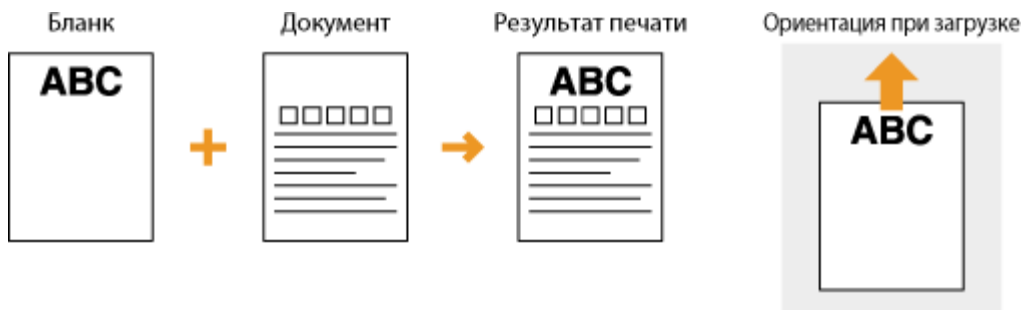 Бланк
Документ
Результат печати
Ориентация при загрузке
ABC
ABC
ABC